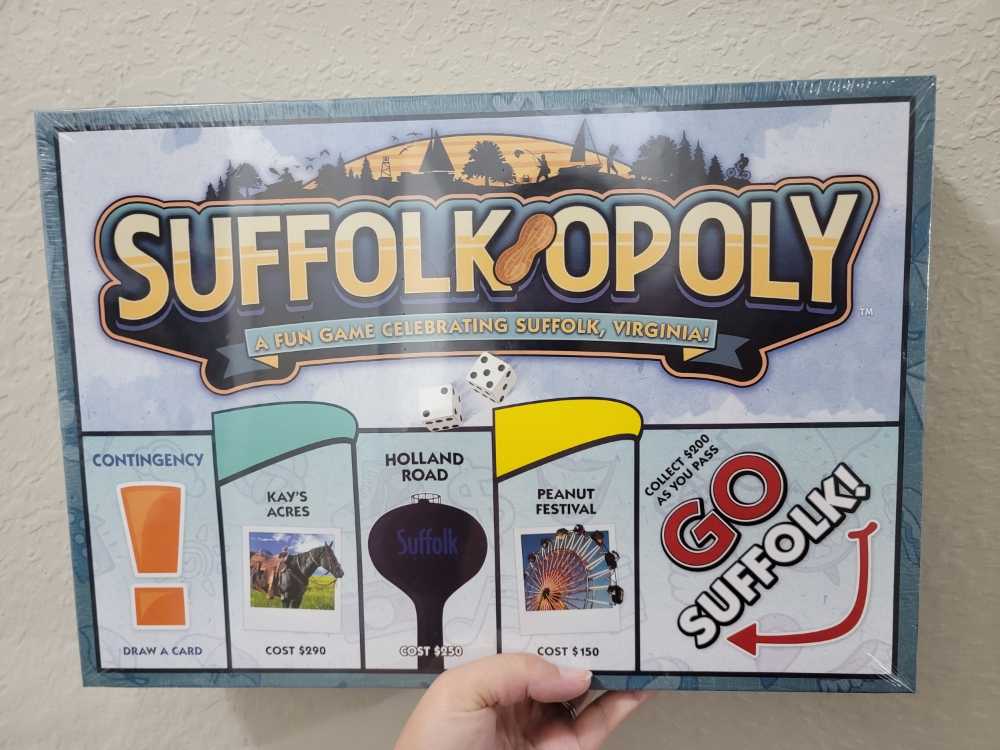 SUFFOLK OPOLY
TM
A FUN GAME CELEBRATING SUFFOLK, VIRGINIA!
CONTINGENCY
DRAW A CARD
KAY'S
ACRES
COST $290
HOLLAND
ROAD
Suffolk
COST $250
PEANUT
FESTIVAL
COST $150
COLLECT $200
AS YOU PASS
GO
SUFFOLK!